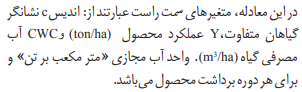 در این معادله، متغیرهای سمت راست عبارتند از: اندیس c نشانگر
گیاهان متفاوت، Y عملکرد محصول (ton/ha) و CWC آب
مصرفی گیاه (m³/ha). واحد آب مجازی «متر مکعب بر تن» و
برای هر دوره برداشت محصول می‌باشد.